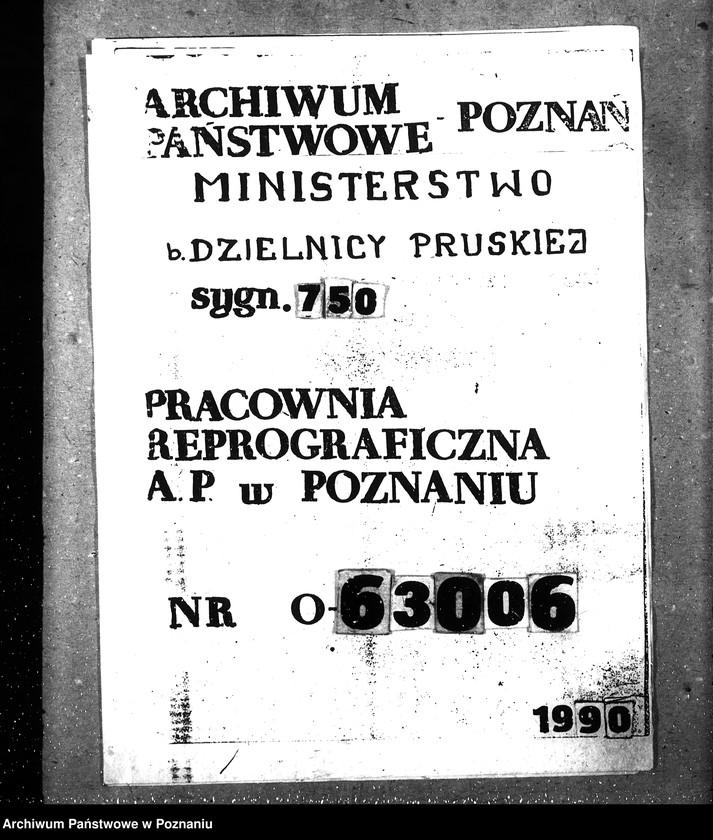 ARCHIWUM
PAŃSTWOWE - POZNAŃ
MINISTERSTWO
b. DZIELNICY PRUSKIEJ
sygn. 750
PRACOWNIA
REPROGRAFICZNA
A.P. w POZNANIU
NR O-63006
1990
Archiwum Państwowe w Poznaniu